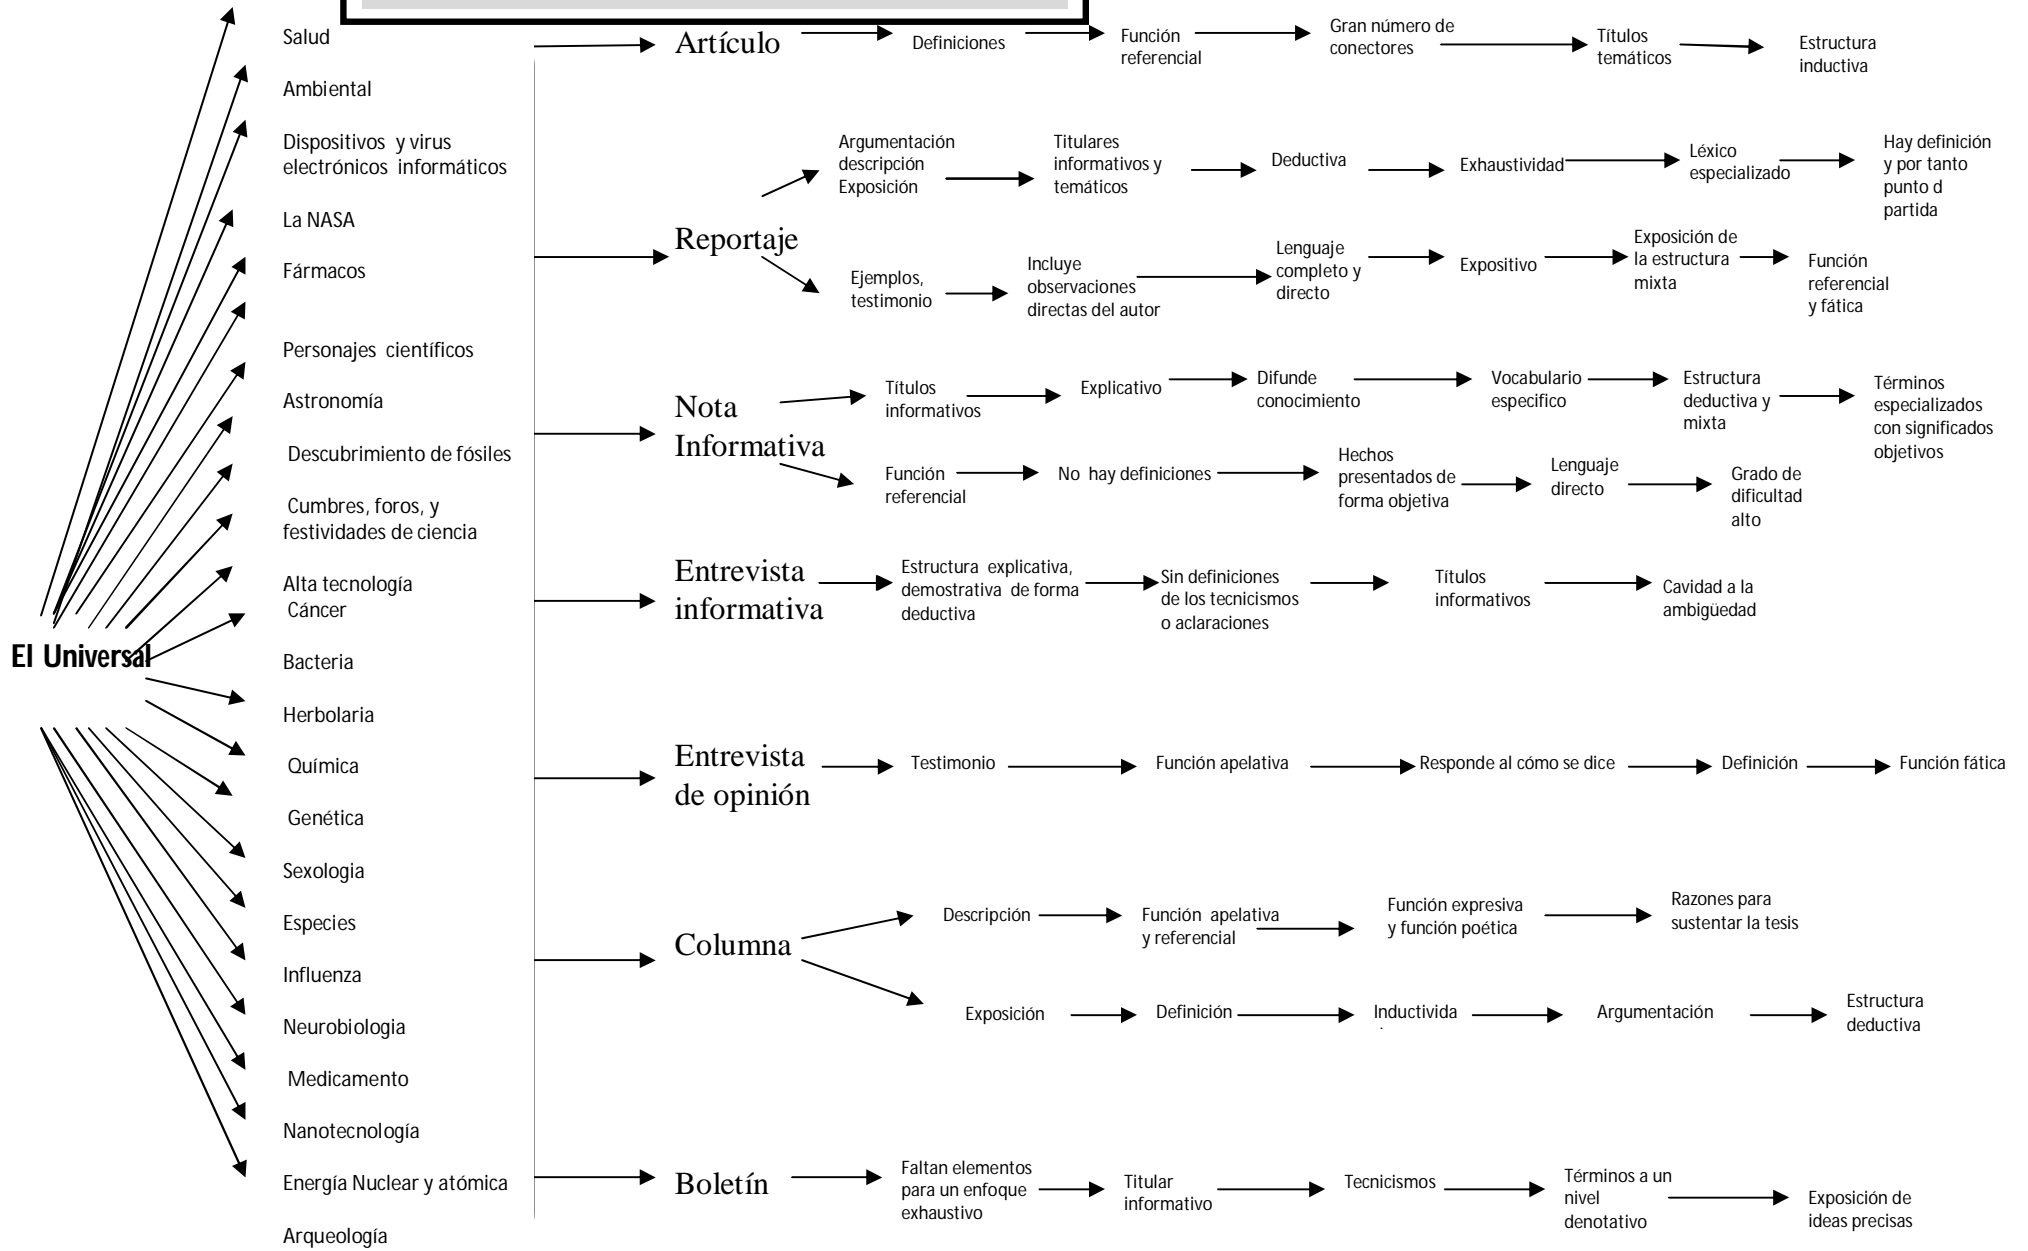 El Universal
Salud
Ambiental
Dispositivos y virus
electrónicos informáticos
La NASA
Fármacos
Personajes científicos
Astronomía
Descubrimiento de fósiles
Cumbres, foros, y
festividades de ciencia
Alta tecnología
Cáncer
Bacteria
Herbolaria
Química
Genética
Sexologia
Especies
Influenza
Neurobiologia
Medicamento
Nanotecnología
Energía Nuclear y atómica
Arqueología
Artículo
Definiciones
Función
referencial
Gran número de
conectores
Títulos
temáticos
Estructura
inductiva
Reportaje
Argumentación
descripción
Exposición
Titulares
informativos y
temáticos
Deductiva
Exhaustividad
Léxico
especializado
Hay definición
y por tanto
punto d
partida
Ejemplos,
testimonio
Incluye
observaciones
directas del autor
Lenguaje
completo y
directo
Expositivo
Exposición de
la estructura
mixta
Función
referencial
y fática
Nota
Informativa
Títulos
informativos
Explicativo
Difunde
conocimiento
Vocabulario
especifico
Estructura
deductiva y
mixta
Términos
especializados
con significados
objetivos
Función
referencial
No hay definiciones
Hechos
presentados de
forma objetiva
Lenguaje
directo
Grado de
dificultad
alto
Entrevista
informativa
Estructura explicativa,
demostrativa de forma
deductiva
Sin definiciones
de los tecnicismos
o aclaraciones
Títulos
informativos
Cavidad a la
ambigüedad
Entrevista
de opinión
Testimonio
Función apelativa
Responde al cómo se dice
Definición
Función fática
Columna
Descripción
Función apelativa
y referencial
Función expresiva
y función poética
Razones para
sustentar la tesis
Exposición
Definición
Inductivida
Argumentación
Estructura
deductiva
Boletín
Faltan elementos
para un enfoque
exhaustivo
Titular
informativo
Tecnicismos
Términos a un
nivel
denotativo
Exposición de
ideas precisas